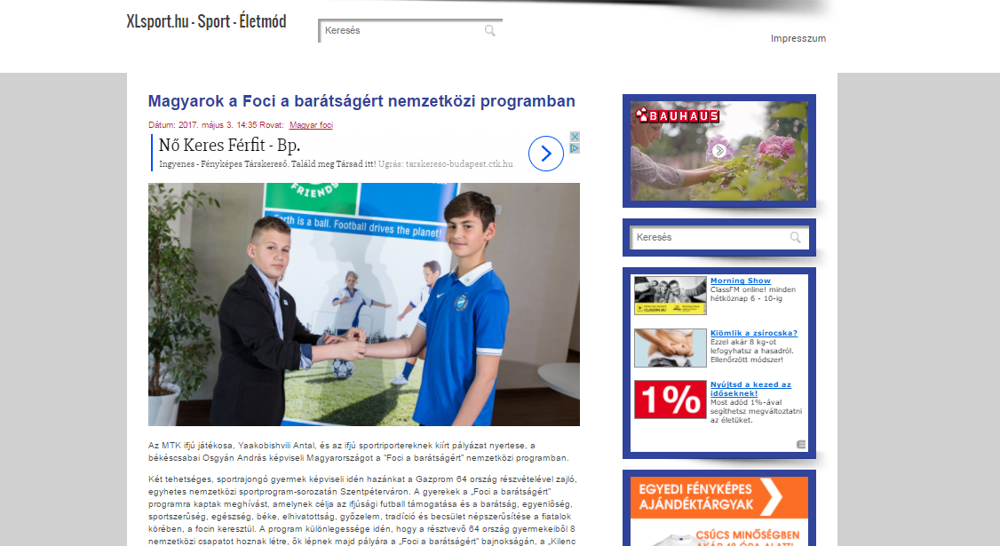 XLsport.hu - Sport - Életmód
Keresés
Impresszum
Magyarok a Foci a barátságért nemzetközi programban
Dátum: 2017. május 3. 14:35 Rovat: Magyar foci
Nő Keres Férfit - Bp.
Ingyenes - Fényképes Társkereső. Találd meg Társad itt! Ugrás: tarskereso-budapest.ctk.hu
FRIENDS
Earth is a ball. Football drives the planet!
Az MTK ifjú játékosa, Yaakobishvili Antal, és az ifjú sportriportereknek kiírt pályázat nyertese, a
békéscsabai Osgyán András képviseli Magyarországot a "Foci a barátságért" nemzetközi programban.
Két tehetséges, sportrajongó gyermek képviseli idén hazánkat a Gazprom 64 ország részvételével zajló,
egyhetes nemzetközi sportprogram-sorozatán Szentpéterváron. A gyerekek a „Foci a barátságért"
programra kaptak meghívást, amelynek célja az ifjúsági futball támogatása és a barátság, egyenlőség,
sportszerűség, egészség, béke, elhivatottság, győzelem, tradíció és becsület népszerűsítése a fiatalok
körében, a focin keresztül. A program különlegessége idén, hogy a résztvevő 64 ország gyermekeiből 8
nemzetközi csapatot hoznak létre, ők lépnek majd pályára a „Foci a barátságért" bajnokságán, a „Kilenc
BAUHAUS
Keresés
Morning Show
ClassFM online! minden
hétköznap 6 - 10-ig
Kiömlik a zsírocska?
Ezzel akár 8 kg-ot
lefogyhatsz a hasadról.
Ellenőrzött módszer!
1%
Nyújtsd a kezed az
időseknek!
Most adód 1%-ával
segíthetsz megváltoztatni
az életüket.
EGYEDI FÉNYKÉPES
AJÁNDÉKTÁRGYAK
CSÚCS MINŐSÉGBEN
AKÁR 48 ÓRA ALATT!